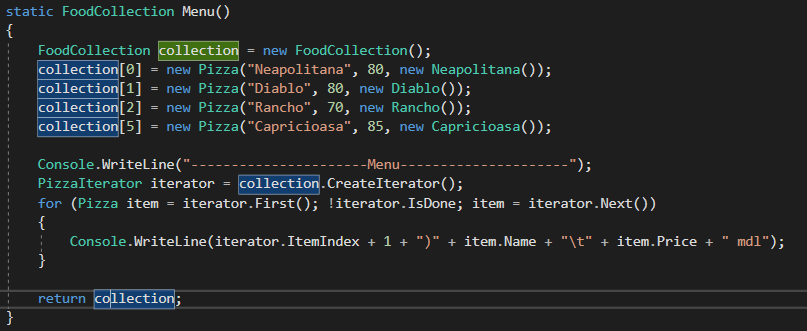 static FoodCollection Menu()
{
FoodCollection collection = new FoodCollection();
collection[0] = new Pizza("Neapolitana", 80, new Neapolitana());
collection[1] = new Pizza("Diablo", 80, new Diablo());
collection[2] = new Pizza("Rancho", 70, new Rancho());
collection[5] = new Pizza("Capricioasa", 85, new Capricioasa());
Console.WriteLine("----------------------Menu---------------------");
PizzaIterator iterator = collection.CreateIterator();
for (Pizza item = iterator.First(); !iterator.IsDone; item = iterator.Next())
{
Console.WriteLine(iterator.ItemIndex + 1 + ")" + item.Name + "\t" + item.Price + " mdl");
}
return collection;
}